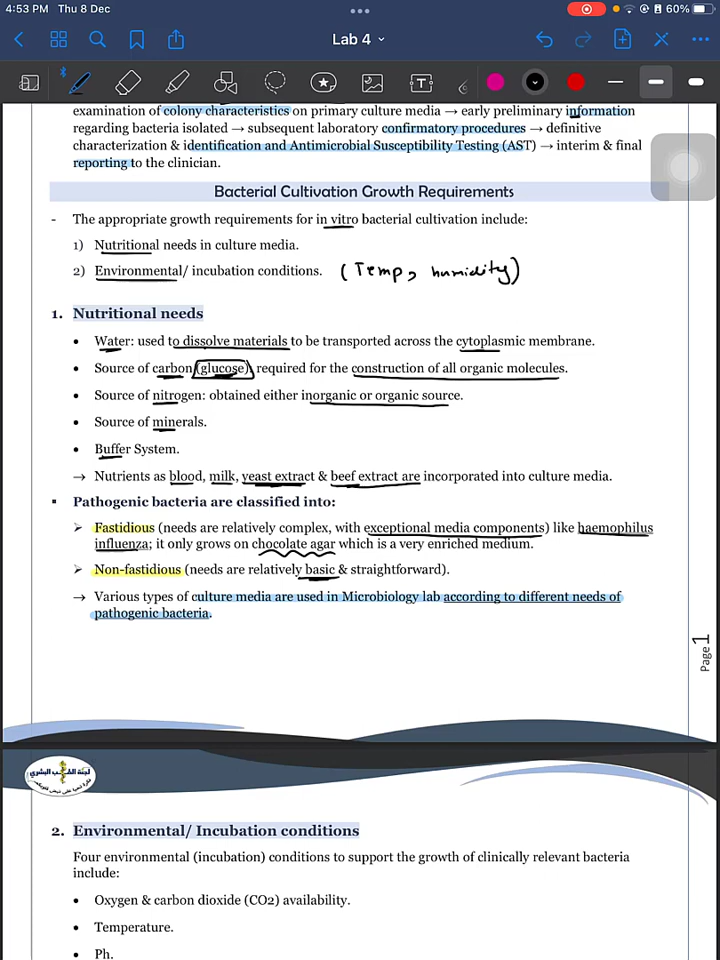 4:53 PM Thu 8 Dec
60%
Lab 4
examination of colony characteristics on primary culture media → early preliminary information
regarding bacteria isolated → subsequent laboratory confirmatory procedures → definitive
characterization & identification and Antimicrobial Susceptibility Testing (AST) → interim & final
reporting to the clinician.
Bacterial Cultivation Growth Requirements
- The appropriate growth requirements for in vitro bacterial cultivation include:
1) Nutritional needs in culture media.
2) Environmental/ incubation conditions. (Temp, humidity)
1. Nutritional needs
• Water: used to dissolve materials to be transported across the cytoplasmic membrane.
• Source of carbon (glucose), required for the construction of all organic molecules.
• Source of nitrogen: obtained either inorganic or organic source.
• Source of minerals.
• Buffer System.
→ Nutrients as blood, milk, yeast extract & beef extract are incorporated into culture media.
▪ Pathogenic bacteria are classified into:
➢ Fastidious (needs are relatively complex, with exceptional media components) like haemophilus
influenza; it only grows on chocolate agar which is a very enriched medium.
➢ Non-fastidious (needs are relatively basic & straightforward).
→ Various types of culture media are used in Microbiology lab according to different needs of
pathogenic bacteria.
Page 1
2. Environmental/ Incubation conditions
Four environmental (incubation) conditions to support the growth of clinically relevant bacteria
include:
• Oxygen & carbon dioxide (CO2) availability.
• Temperature.
• Ph.